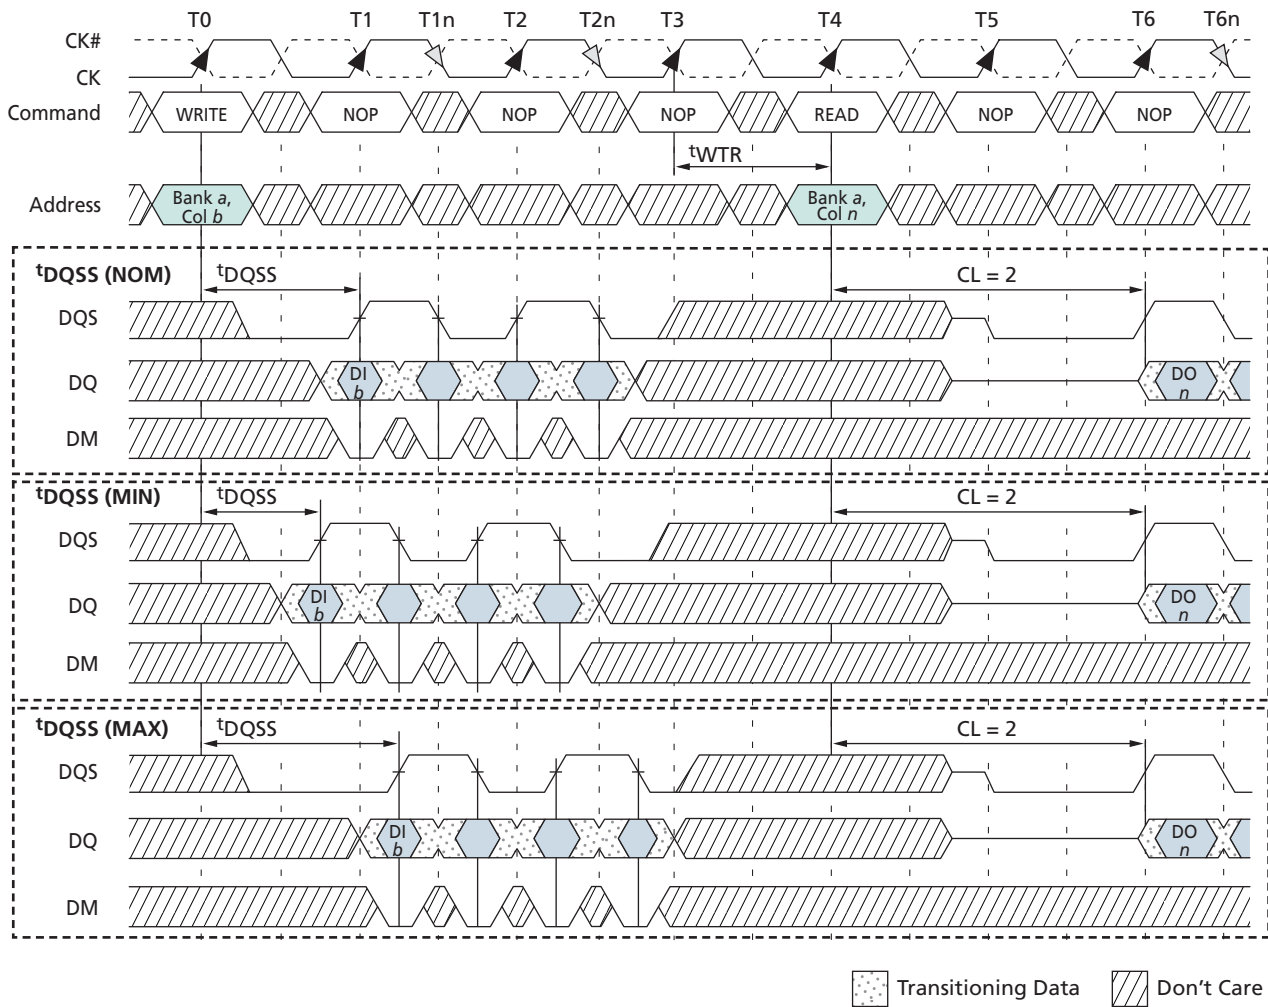 T0 T1 T1n T2 T2n T3 T4 T5 T6 T6n
CK#
CK
Command WRITE NOP NOP NOP READ NOP NOP
tWTR
Address Bank a, Col b Bank a, Col n
tDQSS (NOM) tDQSS CL = 2
DQS
DQ DI b DO n
DM
tDQSS (MIN) tDQSS CL = 2
DQS
DQ DI b DO n
DM
tDQSS (MAX) tDQSS CL = 2
DQS
DQ DI b DO n
DM
Transitioning Data Don't Care